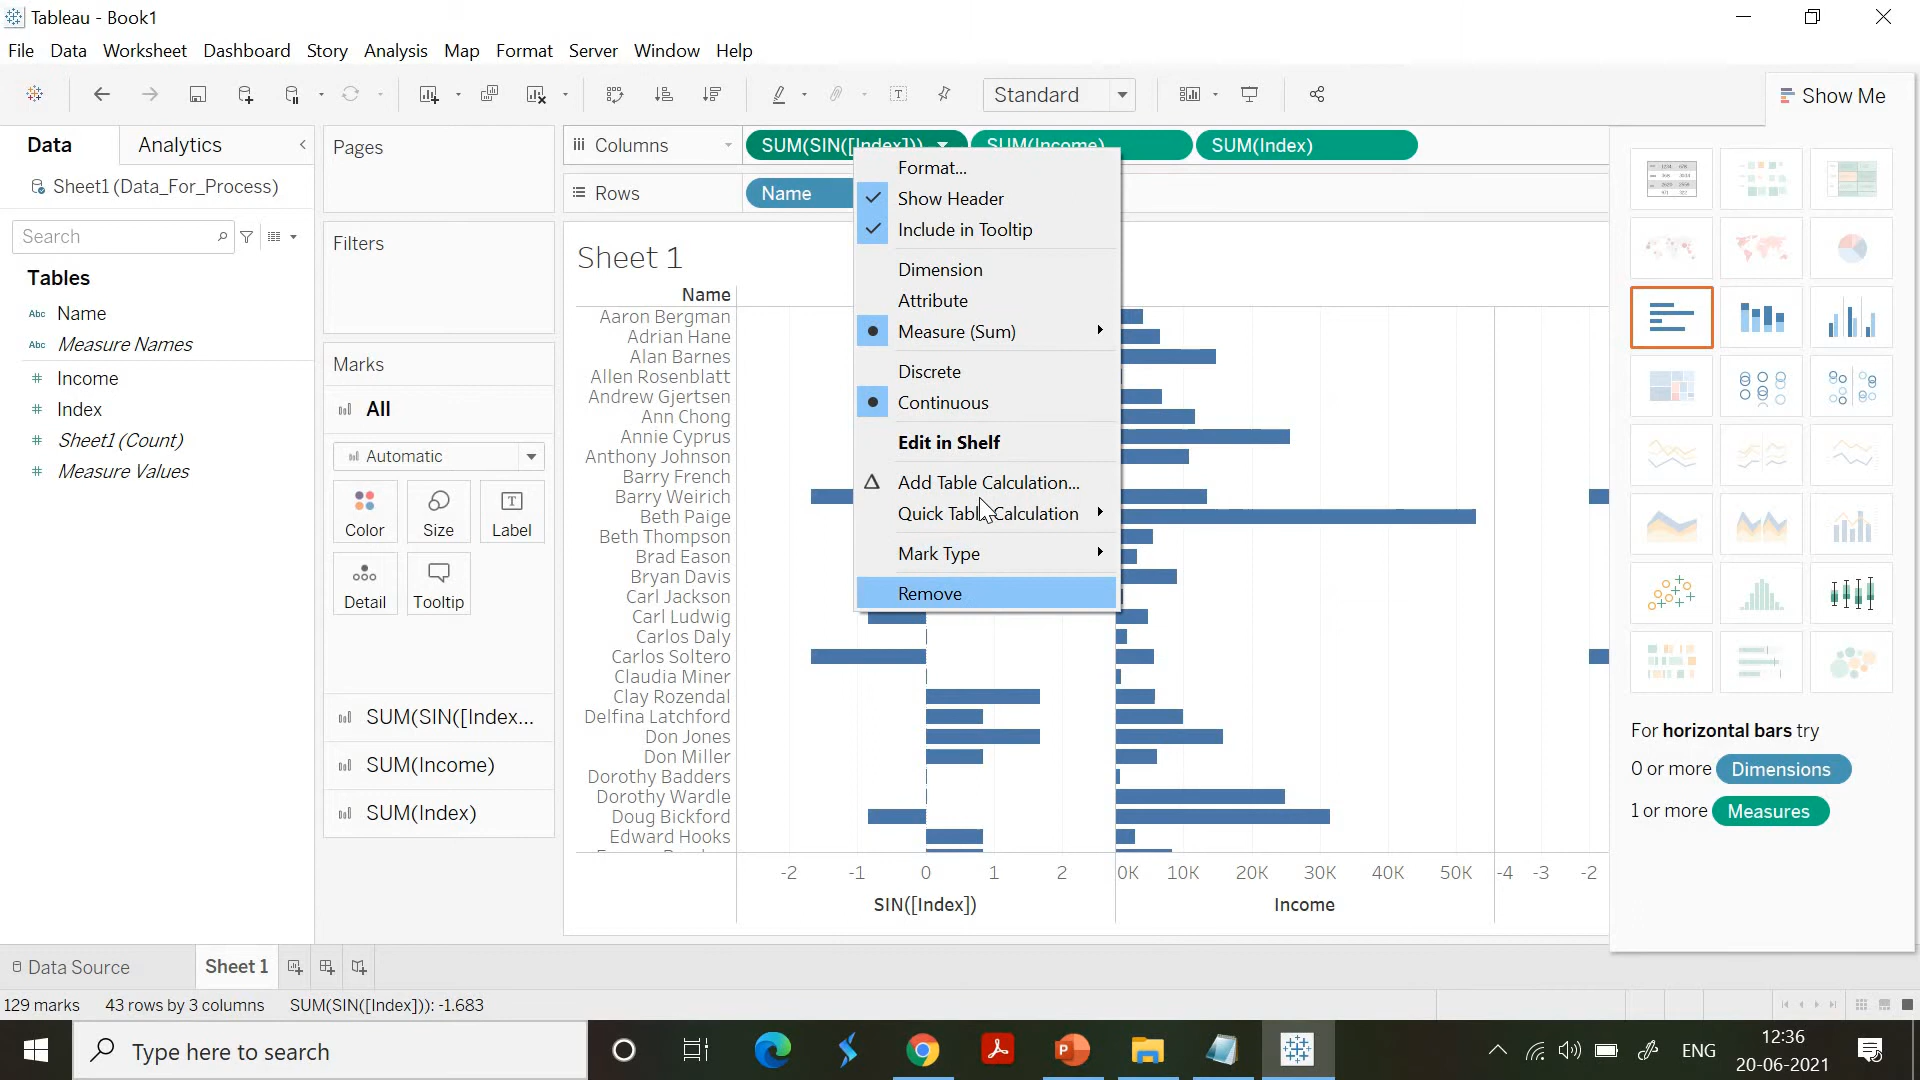 Tableau - Book1
File Data Worksheet Dashboard Story Analysis Map Format Server Window Help
Standard
Show Me
Data Analytics
Sheet1 (Data_For_Process)
Search
Tables
Abc Name
Abc Measure Names
# Income
# Index
# Sheet1 (Count)
# Measure Values
Pages
Filters
Marks
All
Automatic
Color Size Label
Detail Tooltip
SUM(SIN([Index...
SUM(Income)
SUM(Index)
Columns SUM(SIN([Index])) SUM(Income) SUM(Index)
Rows Name
Sheet 1
Name
Aaron Bergman
Adrian Hane
Alan Barnes
Allen Rosenblatt
Andrew Gjertsen
Ann Chong
Annie Cyprus
Anthony Johnson
Barry French
Barry Weirich
Beth Paige
Beth Thompson
Brad Eason
Bryan Davis
Carl Jackson
Carl Ludwig
Carlos Daly
Carlos Soltero
Claudia Miner
Clay Rozendal
Delfina Latchford
Don Jones
Don Miller
Dorothy Badders
Dorothy Wardle
Doug Bickford
Edward Hooks
-2 -1 0 1 2 0K 10K 20K 30K 40K 50K -4 -3 -2
SIN([Index]) Income
Format...
Show Header
Include in Tooltip
Dimension
Attribute
Measure (Sum)
Discrete
Continuous
Edit in Shelf
Add Table Calculation...
Quick Table Calculation
Mark Type
Remove
For horizontal bars try
0 or more Dimensions
1 or more Measures
Data Source Sheet 1
129 marks 43 rows by 3 columns SUM(SIN([Index])): -1.683
Type here to search
ENG
12:36
20-06-2021